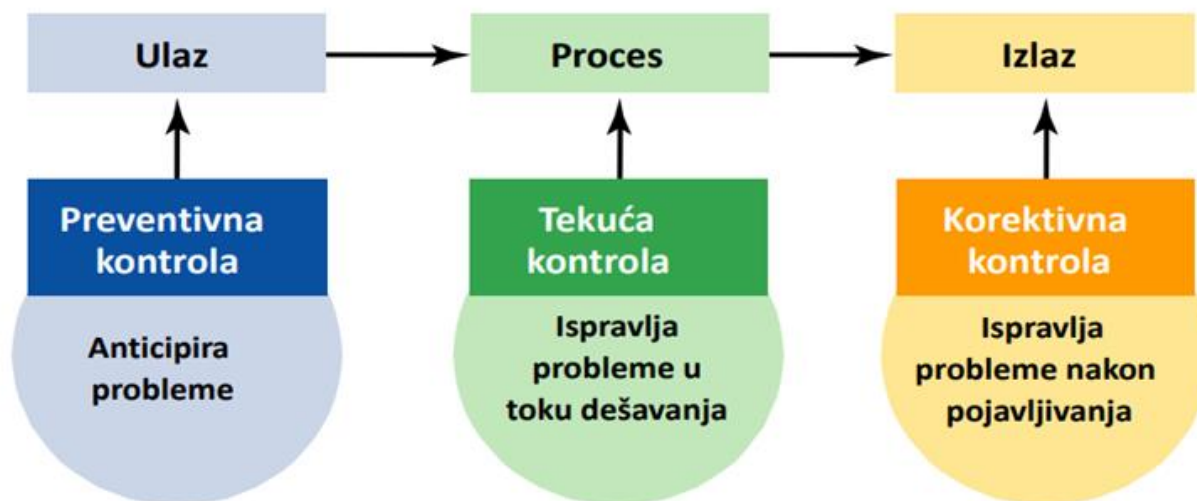 Ulaz
Proces
Izlaz
Preventivna
kontrola
Tekuća
kontrola
Korektivna
kontrola
Anticipira
probleme
Ispravlja
probleme u
toku dešavanja
Ispravlja
probleme nakon
pojavljivanja